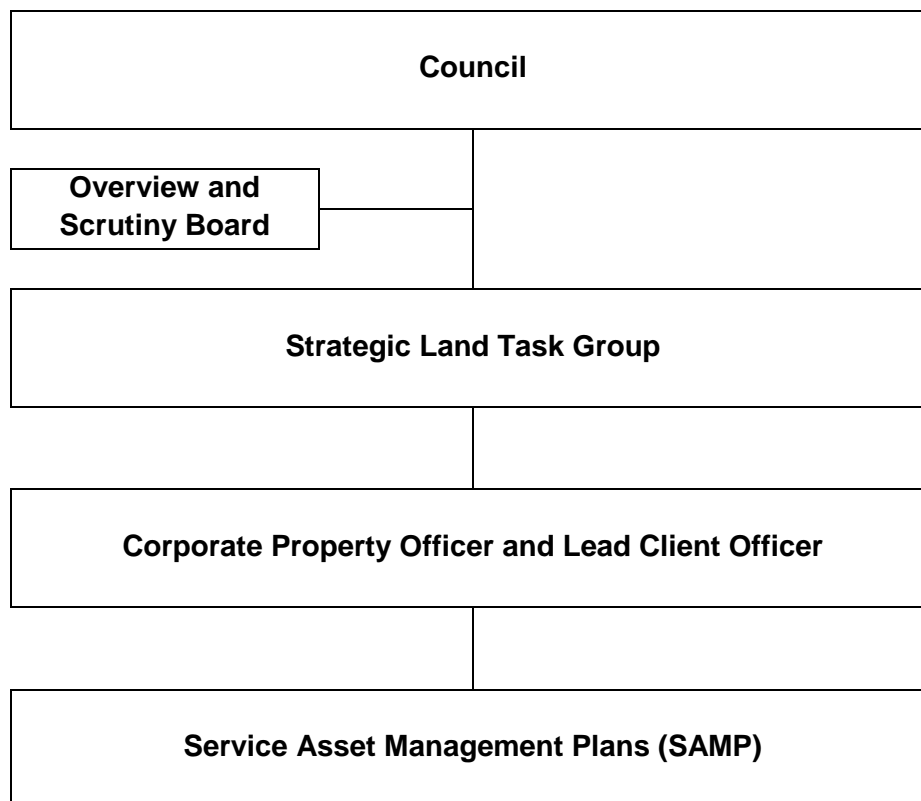 Council
Overview and
Scrutiny Board
Strategic Land Task Group
Corporate Property Officer and Lead Client Officer
Service Asset Management Plans (SAMP)